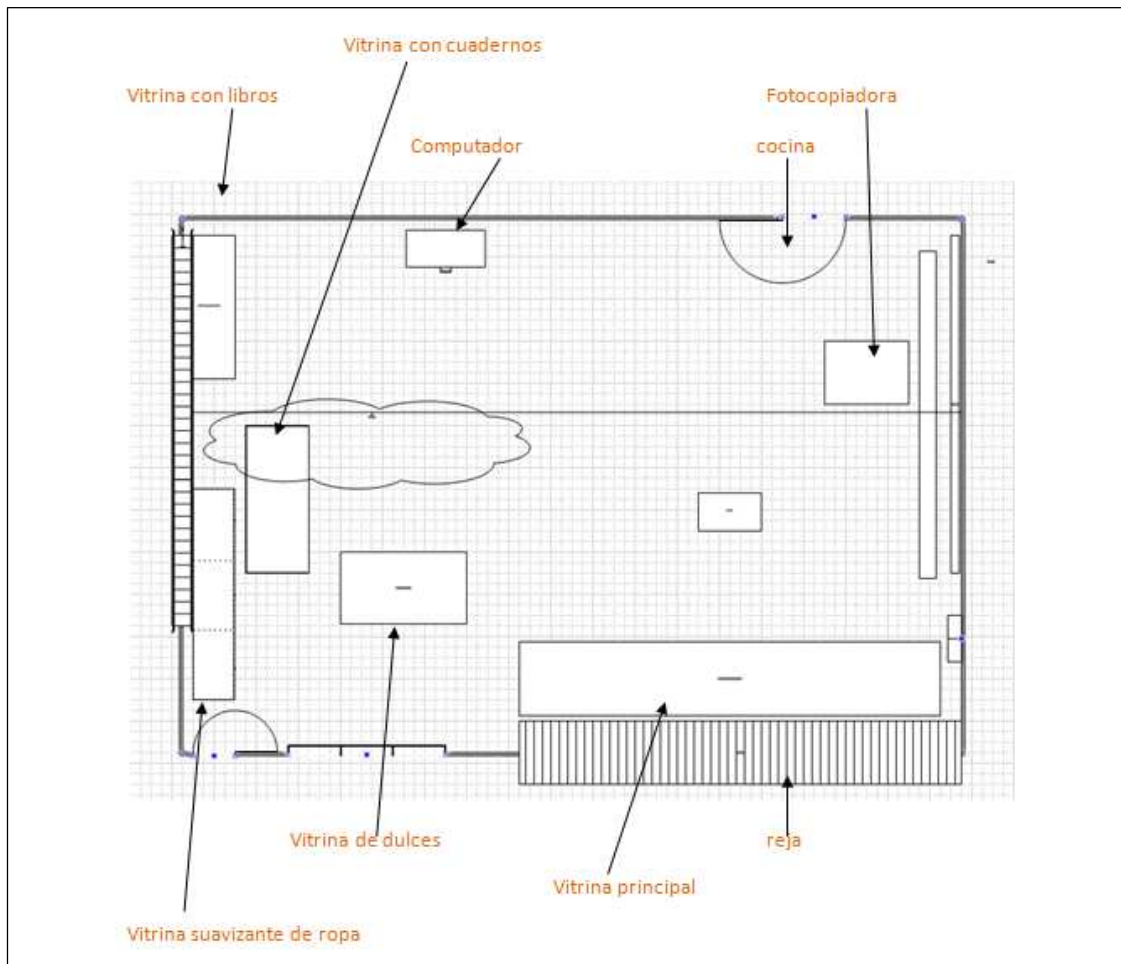 Vitrina con cuadernos
Vitrina con libros
Fotocopiadora
Computador
cocina
Vitrina de dulces
reja
Vitrina principal
Vitrina suavizante de ropa